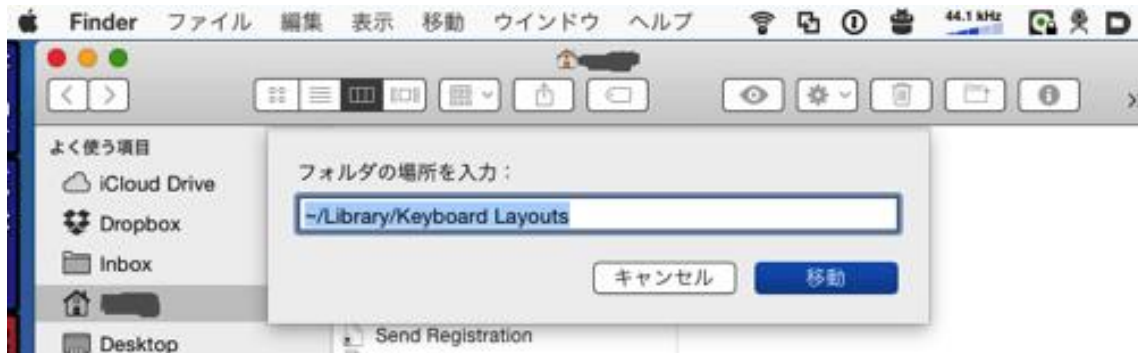 Finder ファイル 編集 表示 移動 ウインドウ ヘルプ 44.1 kHz
よく使う項目
フォルダの場所を入力：
iCloud Drive
~/Library/Keyboard Layouts
Dropbox
Inbox
キャンセル 移動
Send Registration
Desktop